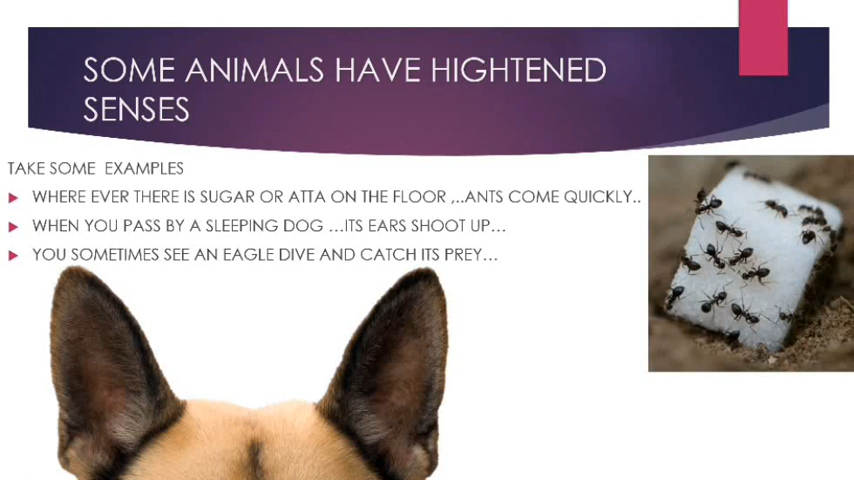 SOME ANIMALS HAVE HIGHTENED
SENSES
TAKE SOME EXAMPLES
WHERE EVER THERE IS SUGAR OR ATTA ON THE FLOOR ,..ANTS COME QUICKLY..
WHEN YOU PASS BY A SLEEPING DOG ...ITS EARS SHOOT UP...
YOU SOMETIMES SEE AN EAGLE DIVE AND CATCH ITS PREY...